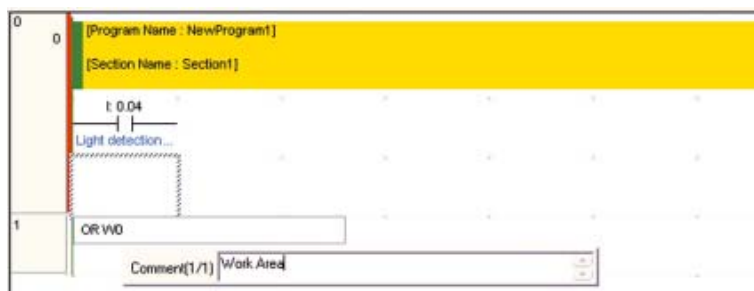 0
0
[Program Name : NewProgram1]
[Section Name : Section1]
I: 0.04
Light detection...
1
OR W0
Comment(1/1) Work Area